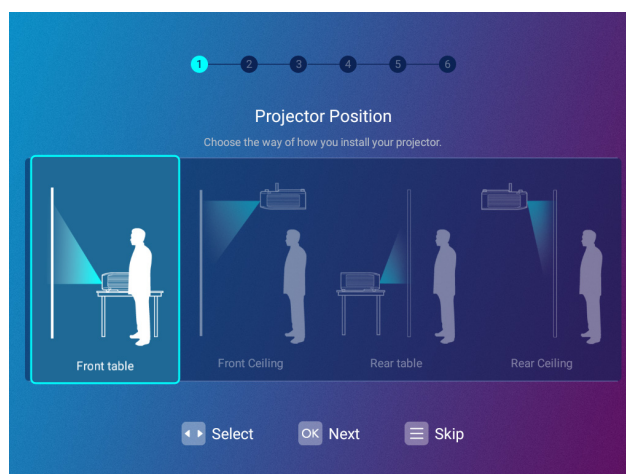 1 2 3 4 5 6
Projector Position
Choose the way of how you install your projector.
Front table Front Ceiling Rear table Rear Ceiling
Select OK Next Skip